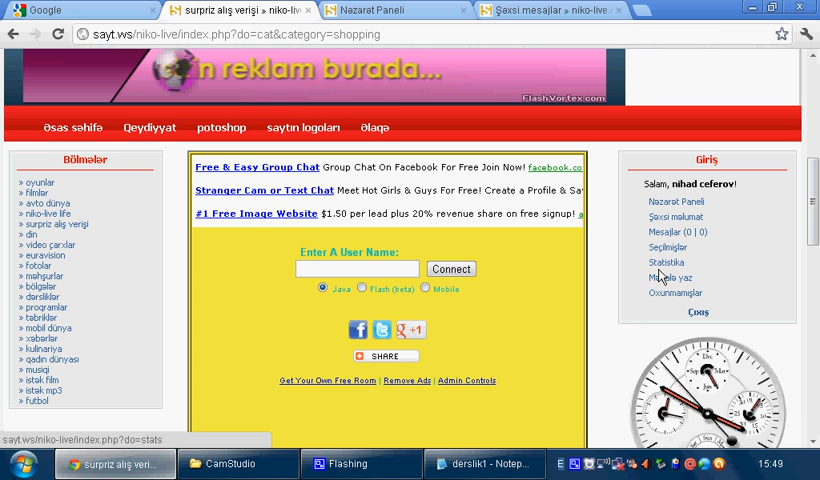 Google
surpriz alış verişi » niko-liv
Nəzarət Paneli
Şəxsi mesajlar » niko-live.
sayt.ws/niko-live/index.php?do=cat&category=shopping
n reklam burada...
FlashVortex.com
Əsas səhifə
Qeydiyyat
potoshop
saytın logoları
Əlaqə
Bölmələr
» oyunlar
» filmlər
» avto dünya
» niko-live life
» surpriz alış verişi
» din
» video çarxlar
» euravision
» fotolar
» məhşurlar
» bölgələr
» dərsliklər
» proqramlar
» təbriklər
» mobil dünya
» xəbərlər
» kulinariya
» qadın dünyası
» musiqi
» istək film
» istək mp3
» futbol
Free & Easy Group Chat Group Chat On Facebook For Free Join Now! facebook.co
Stranger Cam or Text Chat Meet Hot Girls & Guys For Free! Create a Profile & Sa
#1 Free Image Website $1.50 per lead plus 20% revenue share on free signup!
Enter A User Name:
Connect
Java
Flash (beta)
Mobile
+1
SHARE
Get Your Own Free Room | Remove Ads | Admin Controls
Giriş
Salam, nihad ceferov!
Nəzarət Paneli
Şəxsi məlumat
Mesajlar (0 | 0)
Seçilmişlər
Statistika
yaz
Oxunmamışlar
Çıxış
Dec
Sep
sayt.ws/niko-live/index.php?do=stats
surpriz alış veri...
CamStudio
Flashing
derslik1 - Notep...
E
15:49